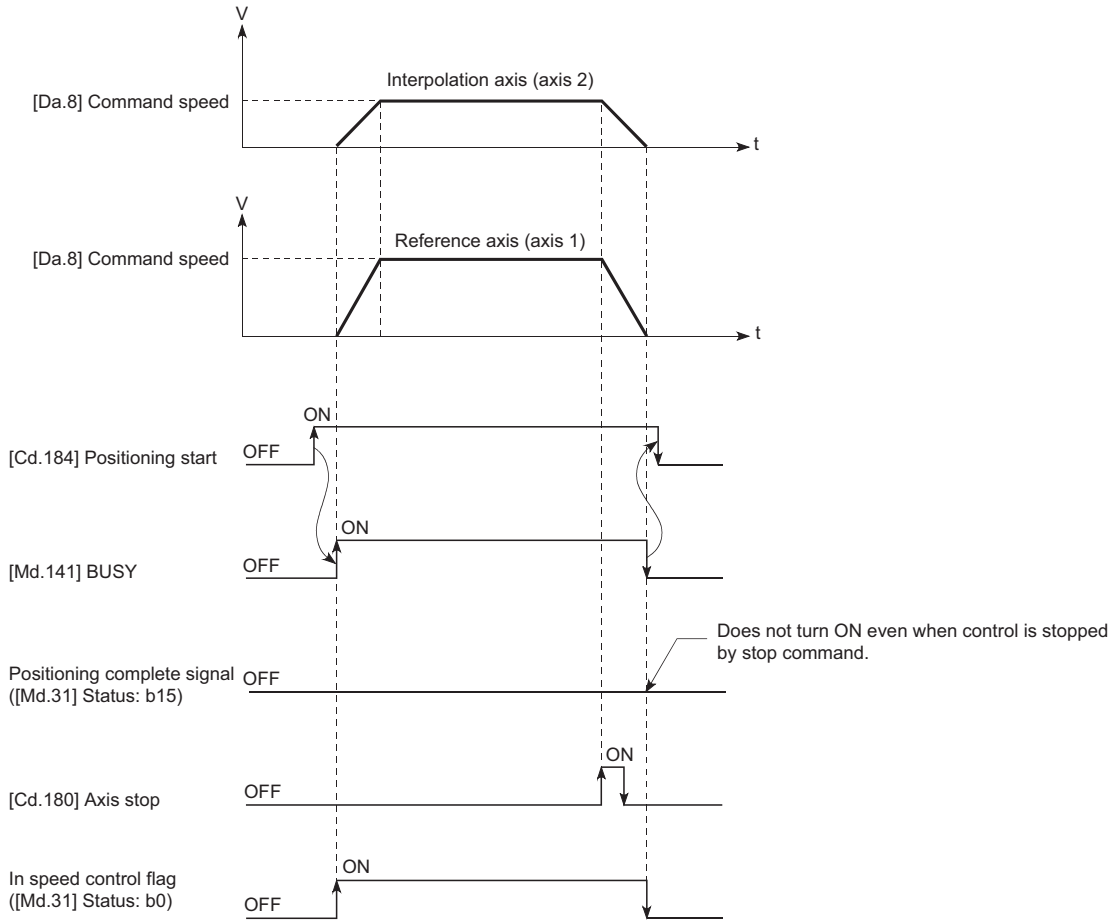 V
Interpolation axis (axis 2)
[Da.8] Command speed
t
V
Reference axis (axis 1)
[Da.8] Command speed
t
ON
[Cd.184] Positioning start
OFF
ON
[Md.141] BUSY
OFF
Does not turn ON even when control is stopped
by stop command.
Positioning complete signal
([Md.31] Status: b15)
OFF
ON
[Cd.180] Axis stop
OFF
ON
In speed control flag
([Md.31] Status: b0)
OFF